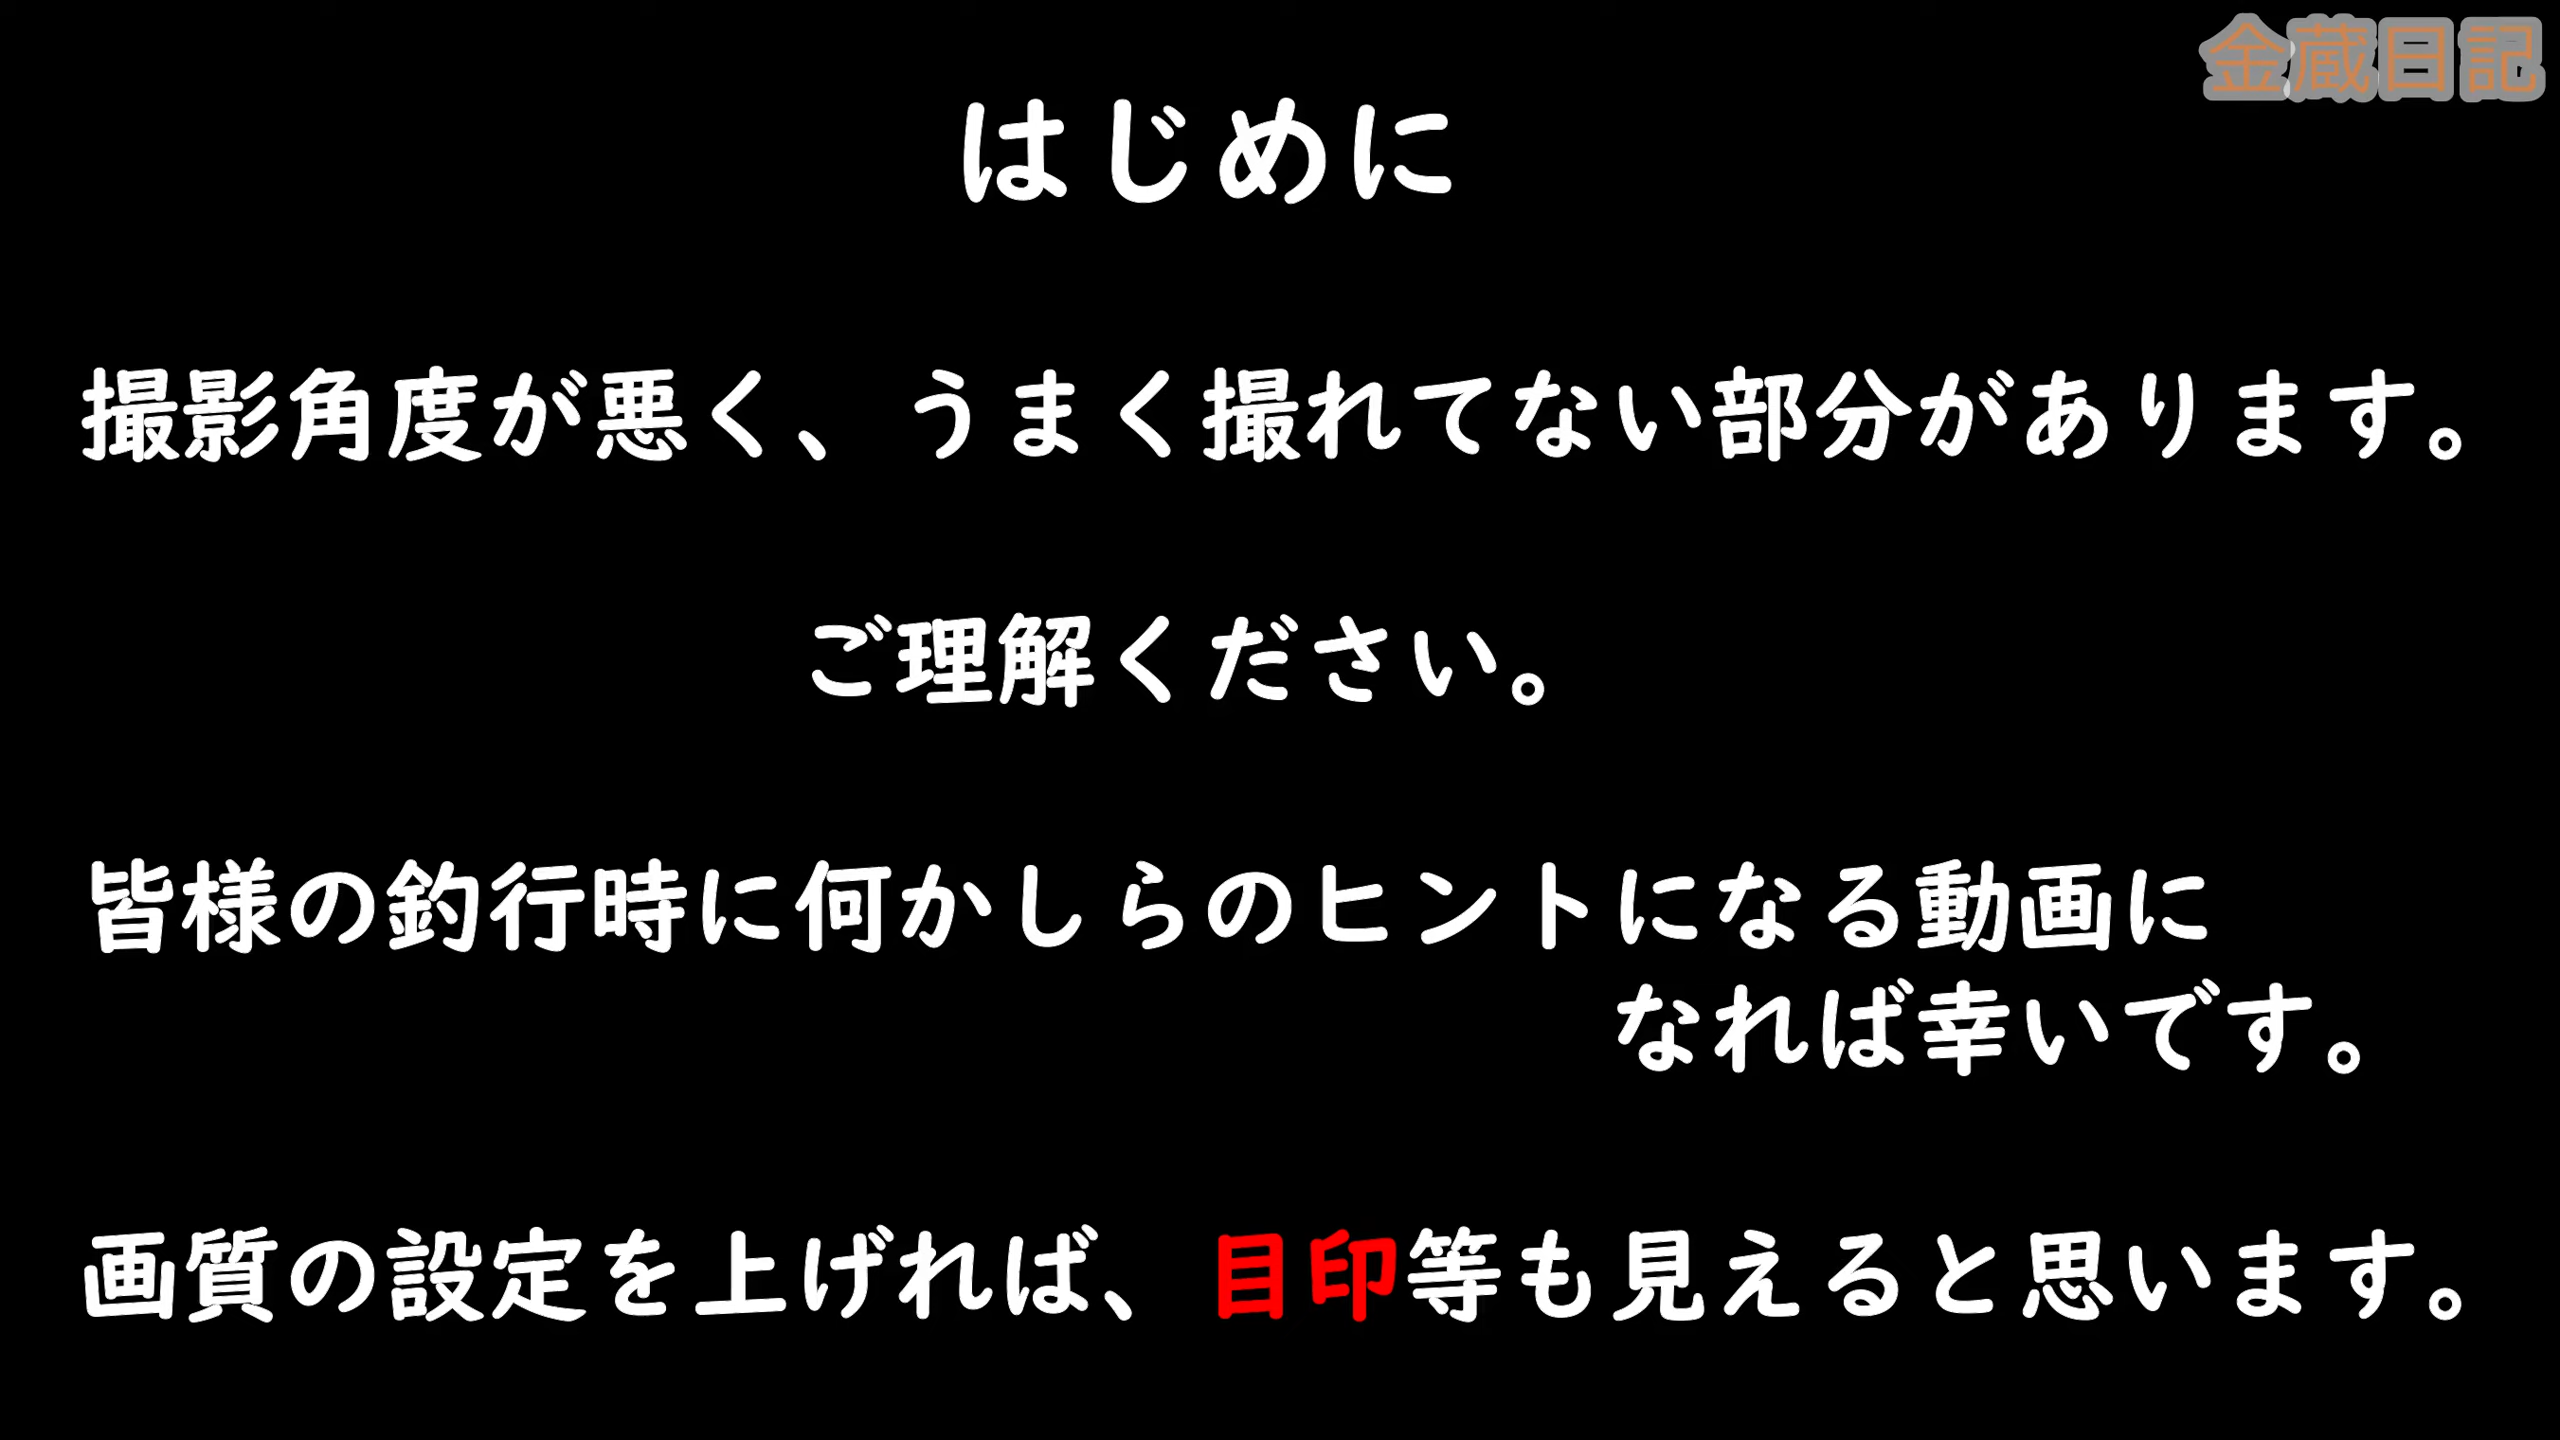 金蔵日記
はじめに
撮影角度が悪く、うまく撮れてない部分があります。
ご理解ください。
皆様の釣行時に何かしらのヒントになる動画に
なれば幸いです。
画質の設定を上げれば、目印等も見えると思います。